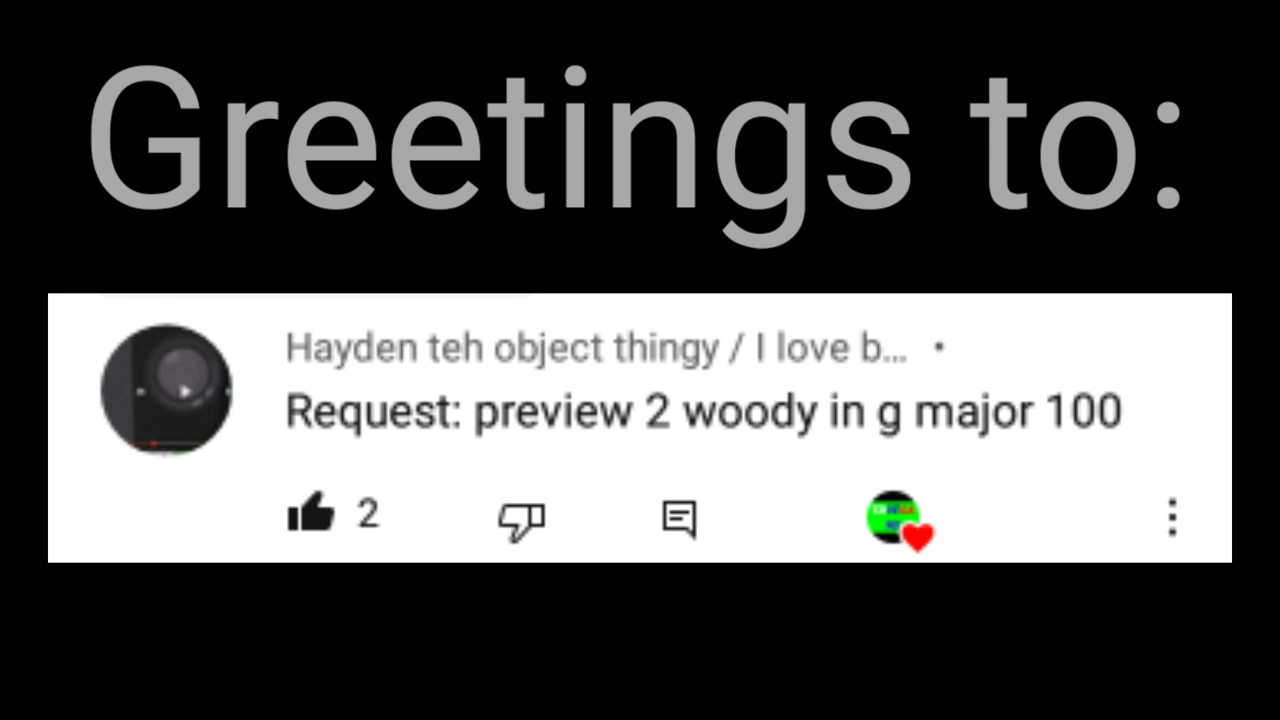 Greetings to:
Hayden teh object thingy / I love b... •
Request: preview 2 woody in g major 100
2